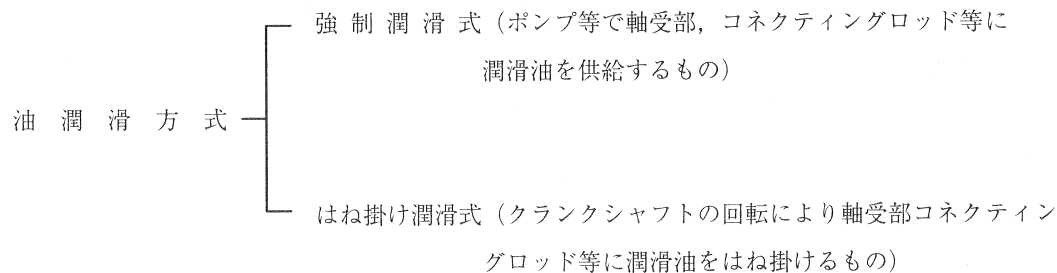 強制潤滑式（ポンプ等で軸受部，コネクティングロッド等に
潤滑油を供給するもの）
油潤滑方式
はね掛け潤滑式（クランクシャフトの回転により軸受部コネクティン
グロッド等に潤滑油をはね掛けるもの）